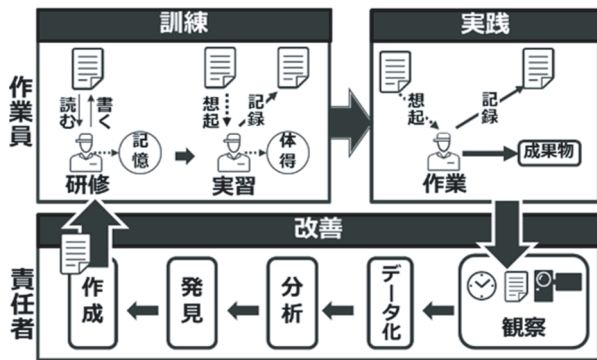 訓練
実践
作業員
読む
書く
記憶
研修
想起
記録
体得
実習
想起
記録
成果物
作業
責任者
改善
作成
発見
分析
データ化
観察